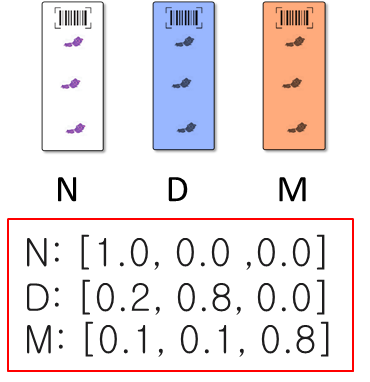 N D M
N: [1.0, 0.0 ,0.0]
D: [0.2, 0.8, 0.0]
M: [0.1, 0.1, 0.8]